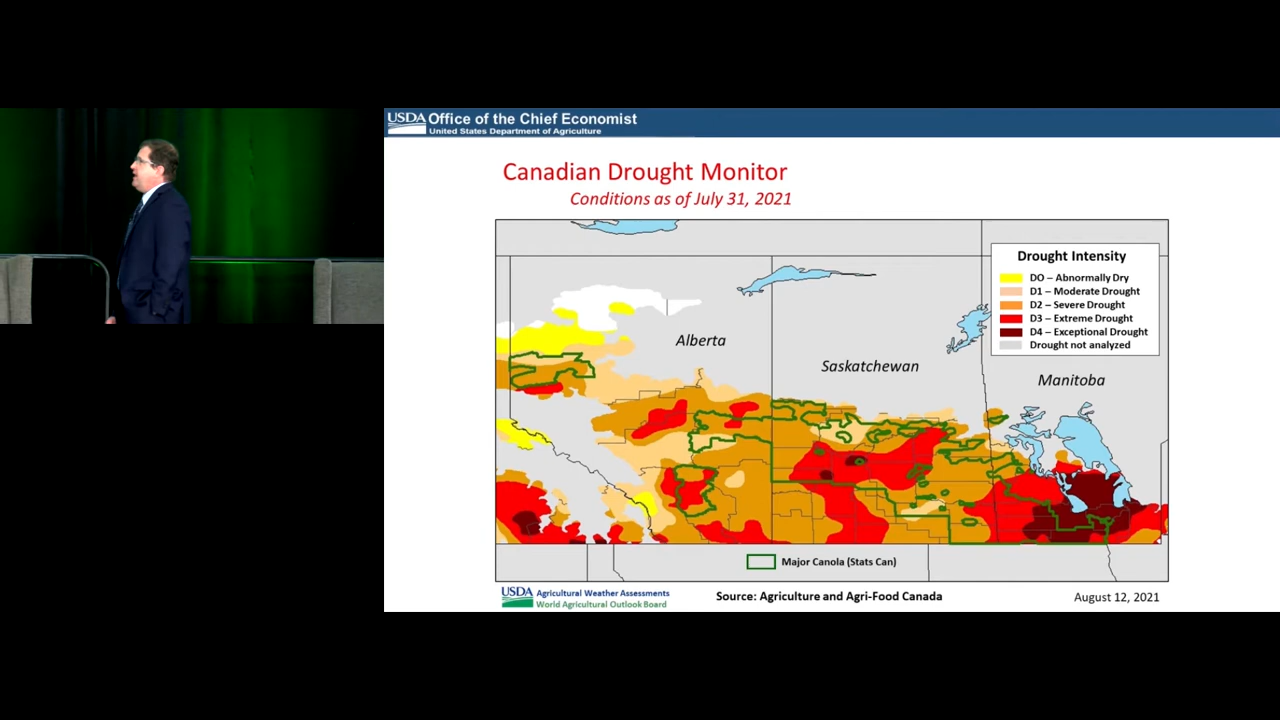 USDA Office of the Chief Economist
United States Department of Agriculture
Canadian Drought Monitor
Conditions as of July 31, 2021
Drought Intensity
DO – Abnormally Dry
D1 – Moderate Drought
D2 – Severe Drought
D3 – Extreme Drought
D4 – Exceptional Drought
Drought not analyzed
Alberta
Saskatchewan
Manitoba
Major Canola (Stats Can)
USDA Agricultural Weather Assessments
World Agricultural Outlook Board
Source: Agriculture and Agri-Food Canada
August 12, 2021